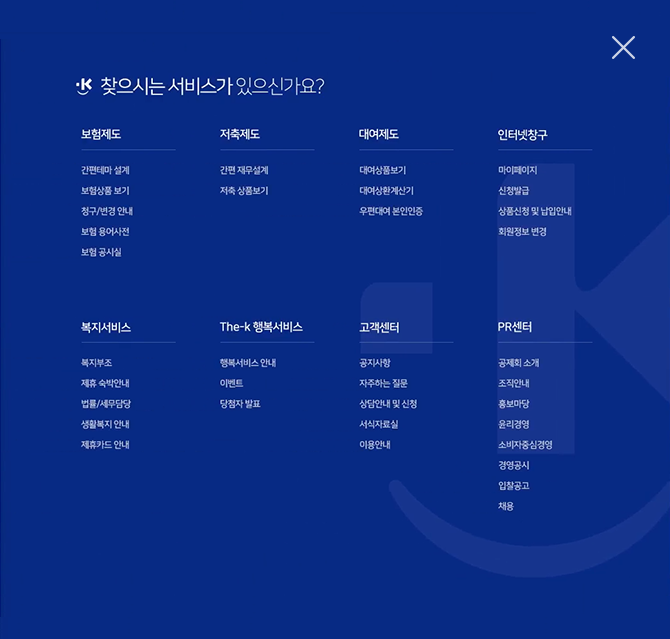 찾으시는 서비스가 있으신가요?
보험제도
간편테마 설계
보험상품 보기
청구/변경 안내
보험 용어사전
보험 공시실
저축제도
간편 재무설계
저축 상품보기
대여제도
대여상품보기
대여상환계산기
우편대여 본인인증
인터넷창구
마이페이지
신청발급
상품신청 및 납입안내
회원정보 변경
복지서비스
복지부조
제휴 숙박안내
법률/세무담당
생활복지 안내
제휴카드 안내
The-k 행복서비스
행복서비스 안내
이벤트
당첨자 발표
고객센터
공지사항
자주하는 질문
상담안내 및 신청
서식자료실
이용안내
PR센터
공제회 소개
조직안내
홍보마당
윤리경영
소비자중심경영
경영공시
입찰공고
채용